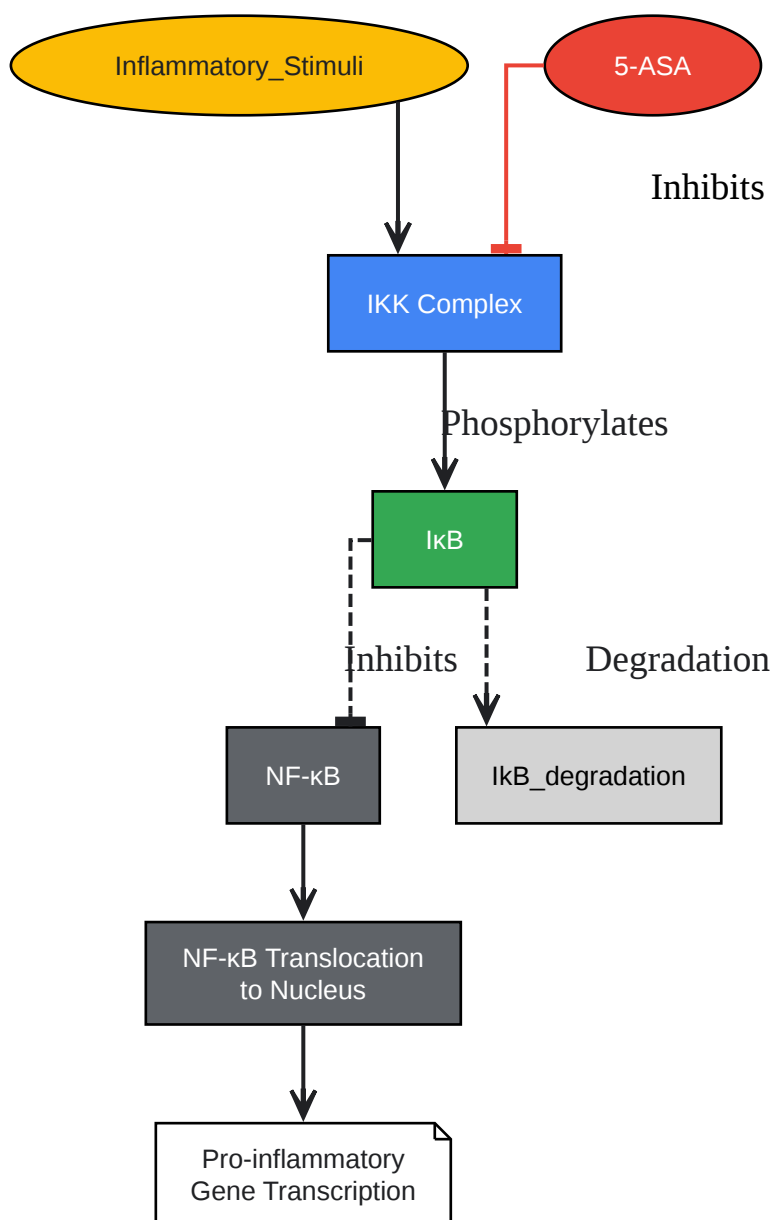 Inflammatory_Stimuli
5-ASA
Inhibits
IKK Complex
Phosphorylates
IκB
Inhibits
Degradation
NF-κB
IkB_degradation
NF-κB Translocation
to Nucleus
Pro-inflammatory
Gene Transcription